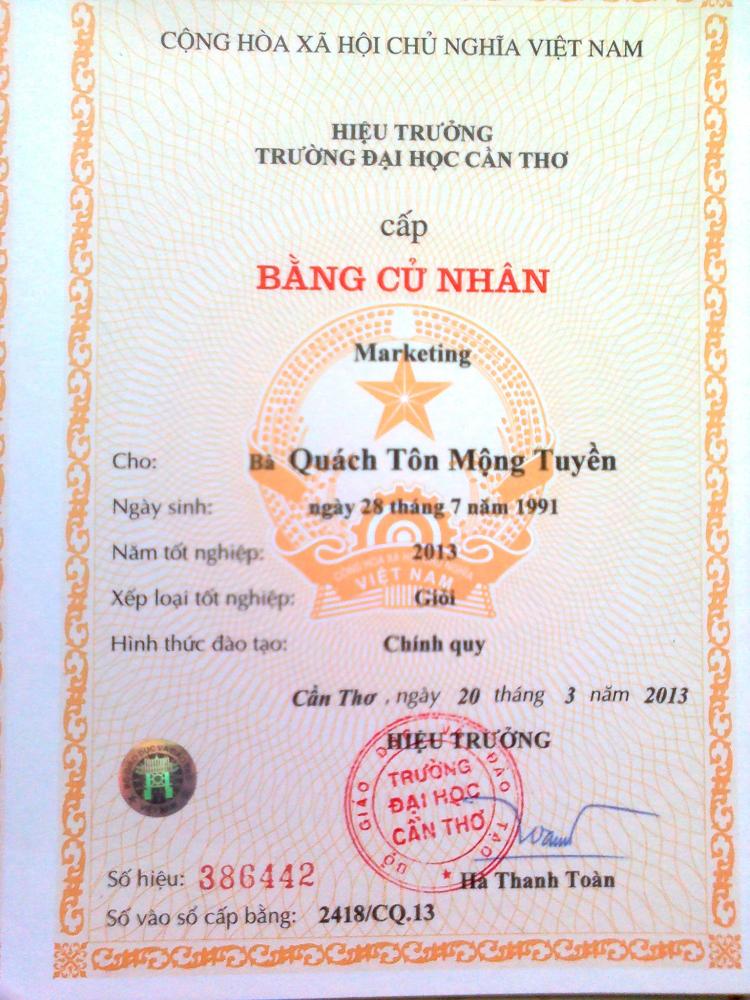 CỘNG HÒA XÃ HỘI CHỦ NGHĨA VIỆT NAM
HIỆU TRƯỞNG
TRƯỜNG ĐẠI HỌC CẦN THƠ
cấp
BẰNG CỬ NHÂN
Marketing
Cho: Bà Quách Tôn Mộng Tuyền
Ngày sinh: ngày 28 tháng 7 năm 1991
Năm tốt nghiệp: 2013
CỘNG HÒA XÃ HỘI CHỦ NGHĨA
VIỆT NAM
Xếp loại tốt nghiệp: Giỏi
Hình thức đào tạo: Chính quy
Cần Thơ, ngày 20 tháng 3 năm 2013
HIỆU TRƯỞNG
BỘ GIÁO DỤC VÀ ĐÀO TẠO
TRƯỜNG
ĐẠI HỌC
CẦN THƠ
Hà Thanh Toàn
Số hiệu: 386442
Số vào sổ cấp bằng: 2418/CQ.13